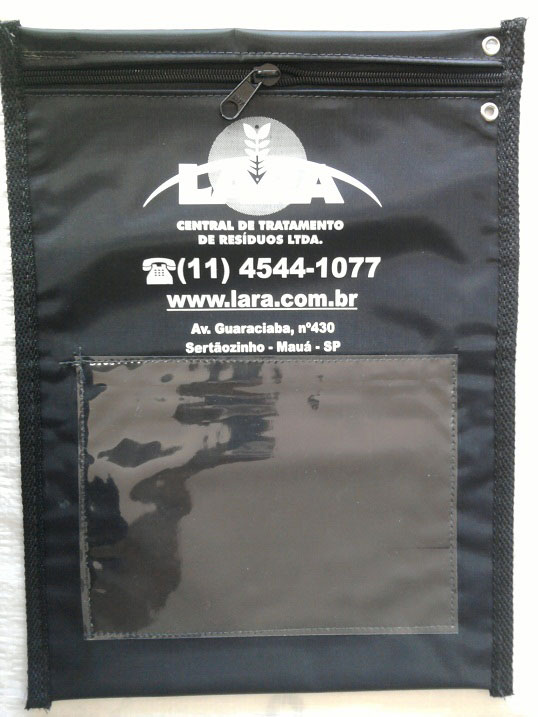 LARA
CENTRAL DE TRATAMENTO
DE RESÍDUOS LTDA.
(11) 4544-1077
www.lara.com.br
Av. Guaraciaba, nº430
Sertãozinho - Mauá - SP